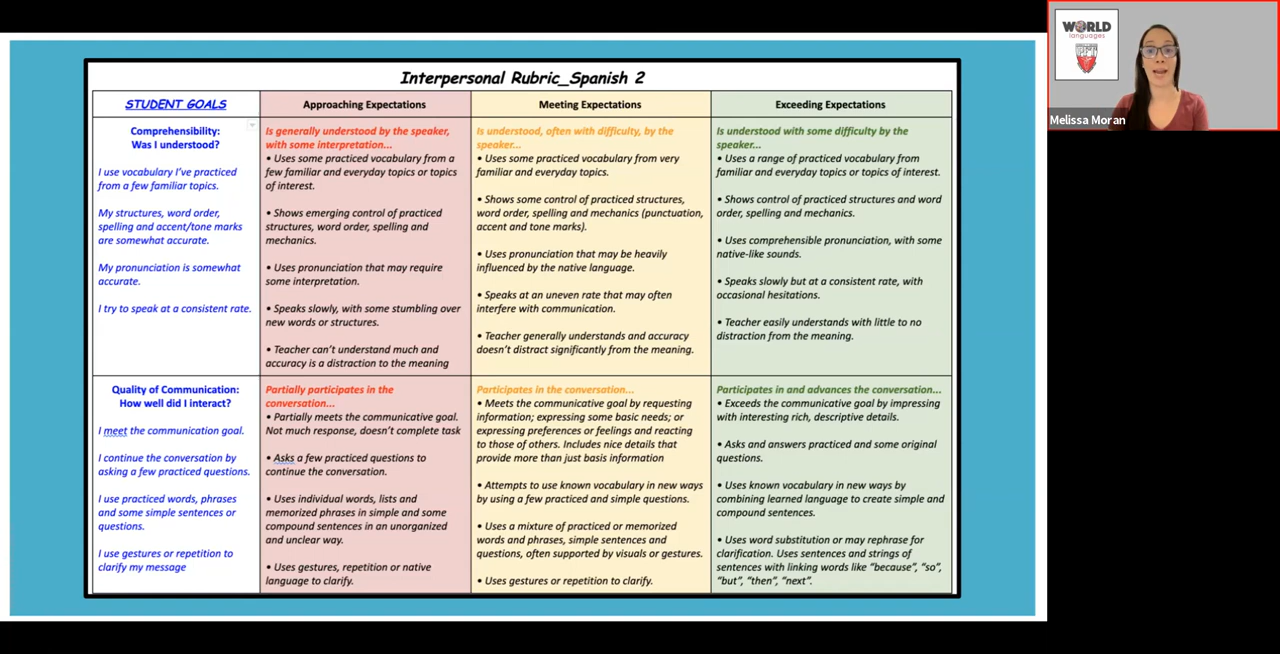 Interpersonal Rubric_Spanish 2
STUDENT GOALS
Approaching Expectations
Meeting Expectations
Exceeding Expectations
Comprehensibility:
Was I understood?
I use vocabulary I've practiced
from a few familiar topics.
My structures, word order,
spelling and accent/tone marks
are somewhat accurate.
My pronunciation is somewhat
accurate.
I try to speak at a consistent rate.
Is generally understood by the speaker,
with some interpretation...
• Uses some practiced vocabulary from a
few familiar and everyday topics or topics
of interest.
• Shows emerging control of practiced
structures, word order, spelling and
mechanics.
• Uses pronunciation that may require
some interpretation.
• Speaks slowly, with some stumbling over
new words or structures.
• Teacher can't understand much and
accuracy is a distraction to the meaning
Is understood, often with difficulty, by the
speaker...
• Uses some practiced vocabulary from very
familiar and everyday topics.
• Shows some control of practiced structures,
word order, spelling and mechanics (punctuation,
accent and tone marks).
• Uses pronunciation that may be heavily
influenced by the native language.
• Speaks at an uneven rate that may often
interfere with communication.
• Teacher generally understands and accuracy
doesn't distract significantly from the meaning.
Is understood with some difficulty by the
speaker...
• Uses a range of practiced vocabulary from
familiar and everyday topics or topics of interest.
• Shows control of practiced structures and word
order, spelling and mechanics.
• Uses comprehensible pronunciation, with some
native-like sounds.
• Speaks slowly but at a consistent rate, with
occasional hesitations.
• Teacher easily understands with little to no
distraction from the meaning.
Quality of Communication:
How well did I interact?
I meet the communication goal.
I continue the conversation by
asking a few practiced questions.
I use practiced words, phrases
and some simple sentences or
questions.
I use gestures or repetition to
clarify my message
Partially participates in the
conversation...
• Partially meets the communicative goal.
Not much response, doesn't complete task
• Asks a few practiced questions to
continue the conversation.
• Uses individual words, lists and
memorized phrases in simple and some
compound sentences in an unorganized
and unclear way.
• Uses gestures, repetition or native
language to clarify.
Participates in the conversation...
• Meets the communicative goal by requesting
information; expressing some basic needs; or
expressing preferences or feelings and reacting
to those of others. Includes nice details that
provide more than just basis information
• Attempts to use known vocabulary in new ways
by using a few practiced and simple questions.
• Uses a mixture of practiced or memorized
words and phrases, simple sentences and
questions, often supported by visuals or gestures.
• Uses gestures or repetition to clarify.
Participates in and advances the conversation...
• Exceeds the communicative goal by impressing
with interesting rich, descriptive details.
• Asks and answers practiced and some original
questions.
• Uses known vocabulary in new ways by
combining learned language to create simple and
compound sentences.
• Uses word substitution or may rephrase for
clarification. Uses sentences and strings of
sentences with linking words like "because", "so",
"but", "then", "next".
WORLD
languages
Melissa Moran